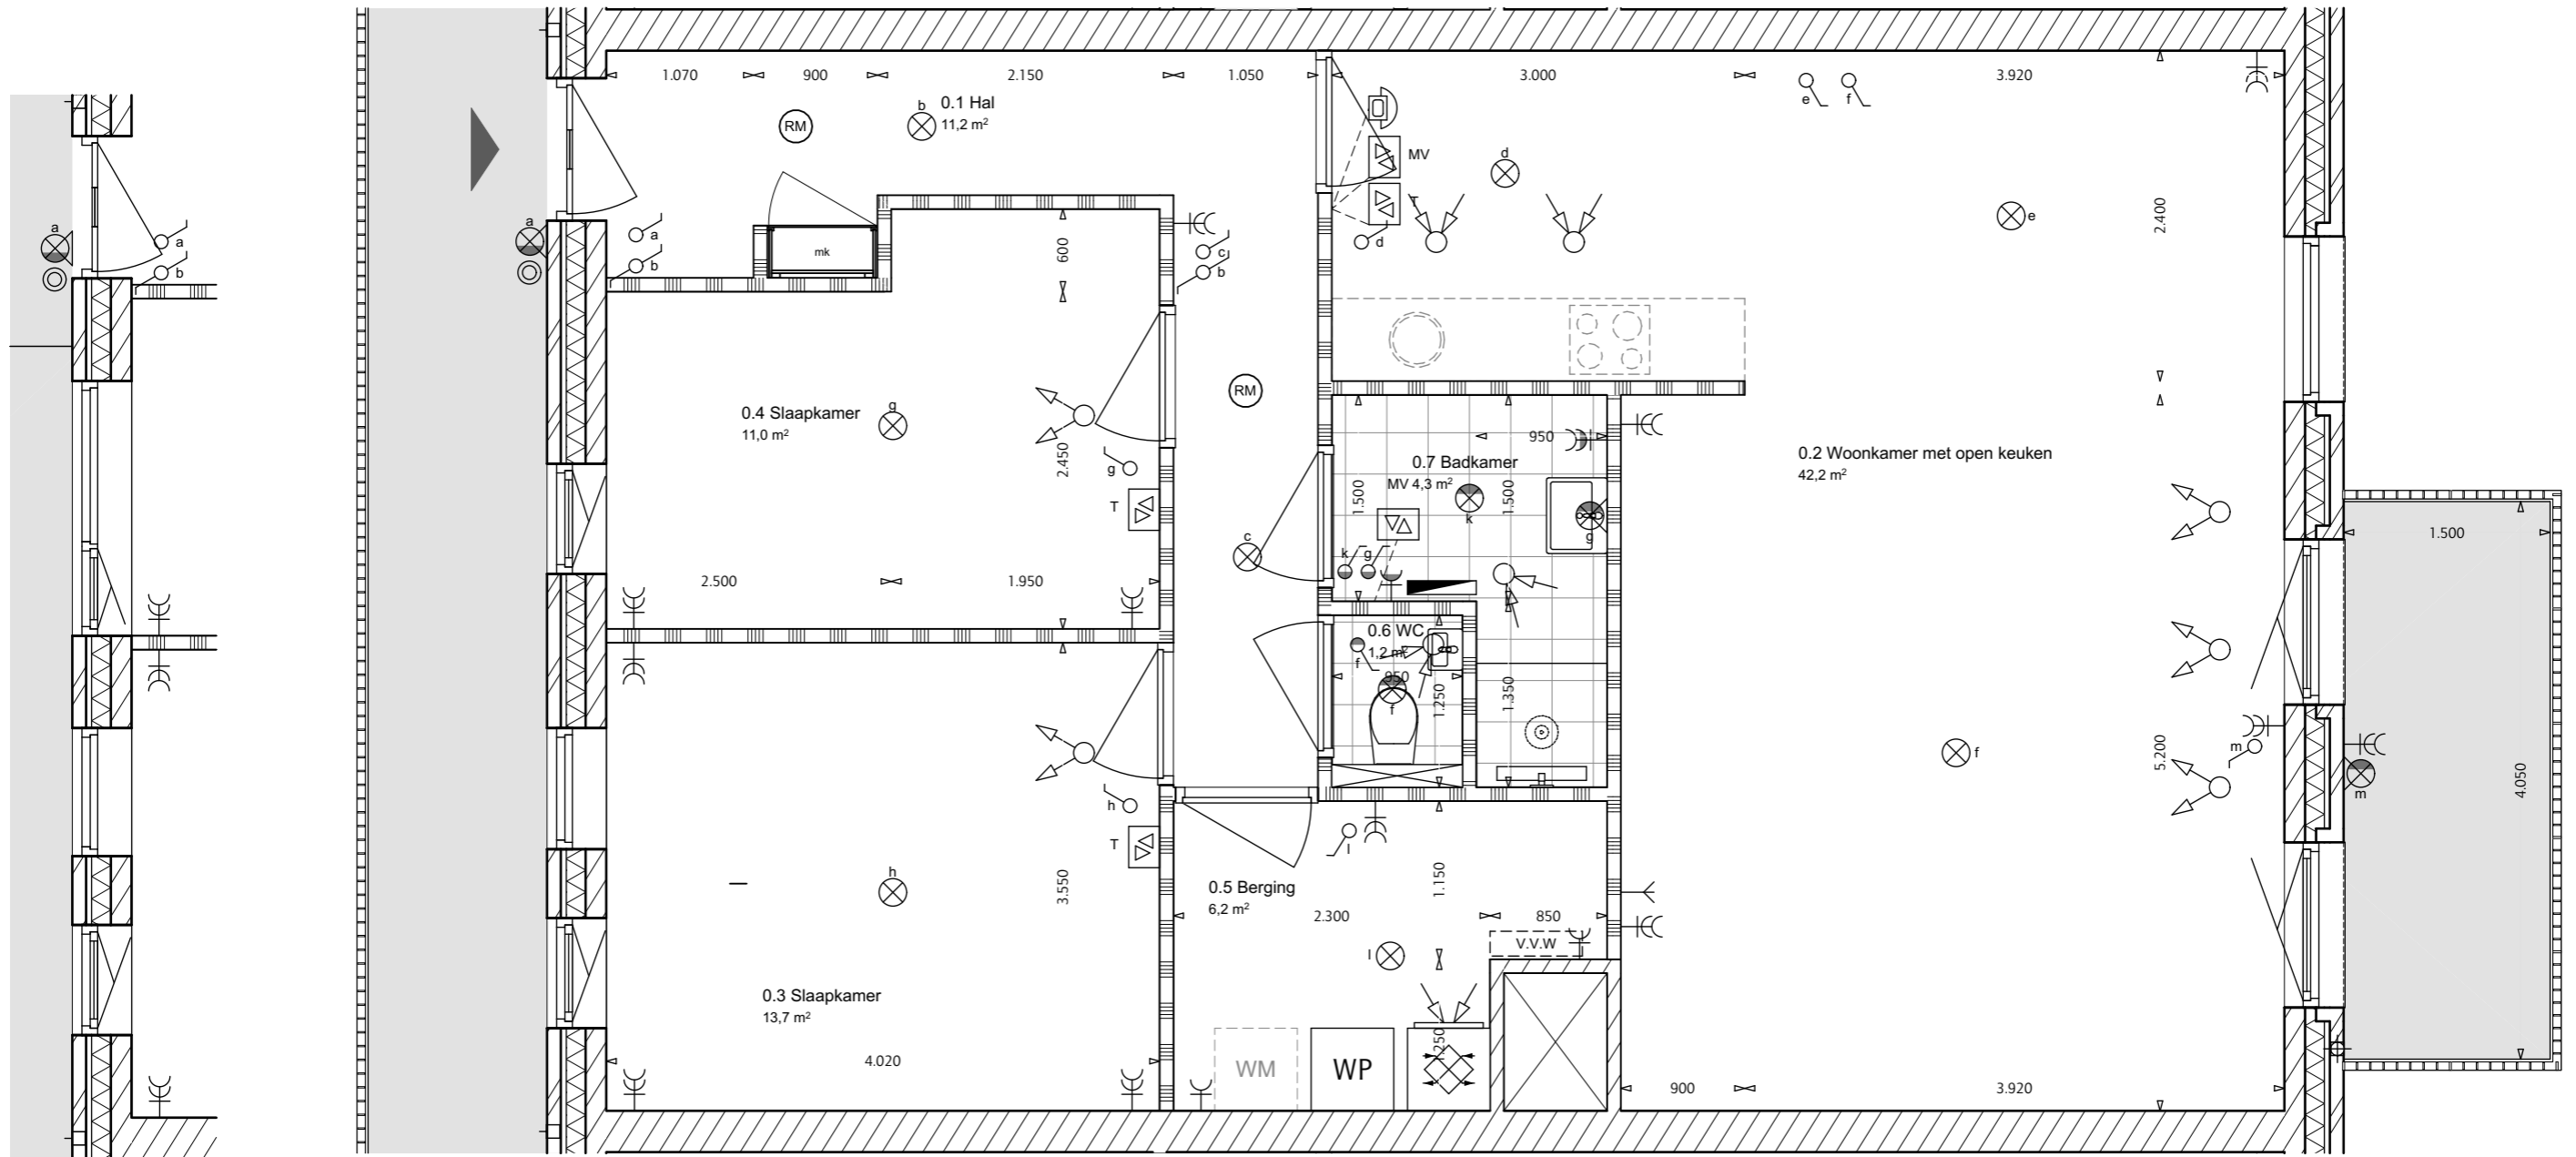 1.070
900
2.150
1.050
3.000
3.920
b
0.1 Hal
11,2 m²
RM
e
f
MV
d
T
d
e
2.400
a
a
b
a
a
b
mk
600
c
b
RM
0.4 Slaapkamer
11,0 m²
g
2.450
g
T
2.500
1.950
c
950
0.7 Badkamer
MV 4,3 m²
1.500
1.500
k
g
k
g
0.2 Woonkamer met open keuken
42,2 m²
1.500
0.6 WC
1,2 m²
f
950
f
1.250
1.350
f
5.200
m
m
4.050
h
T
h
3.550
0.3 Slaapkamer
13,7 m²
4.020
l
0.5 Berging
6,2 m²
1.150
2.300
850
V.V.W
l
1.250
WM
WP
900
3.920